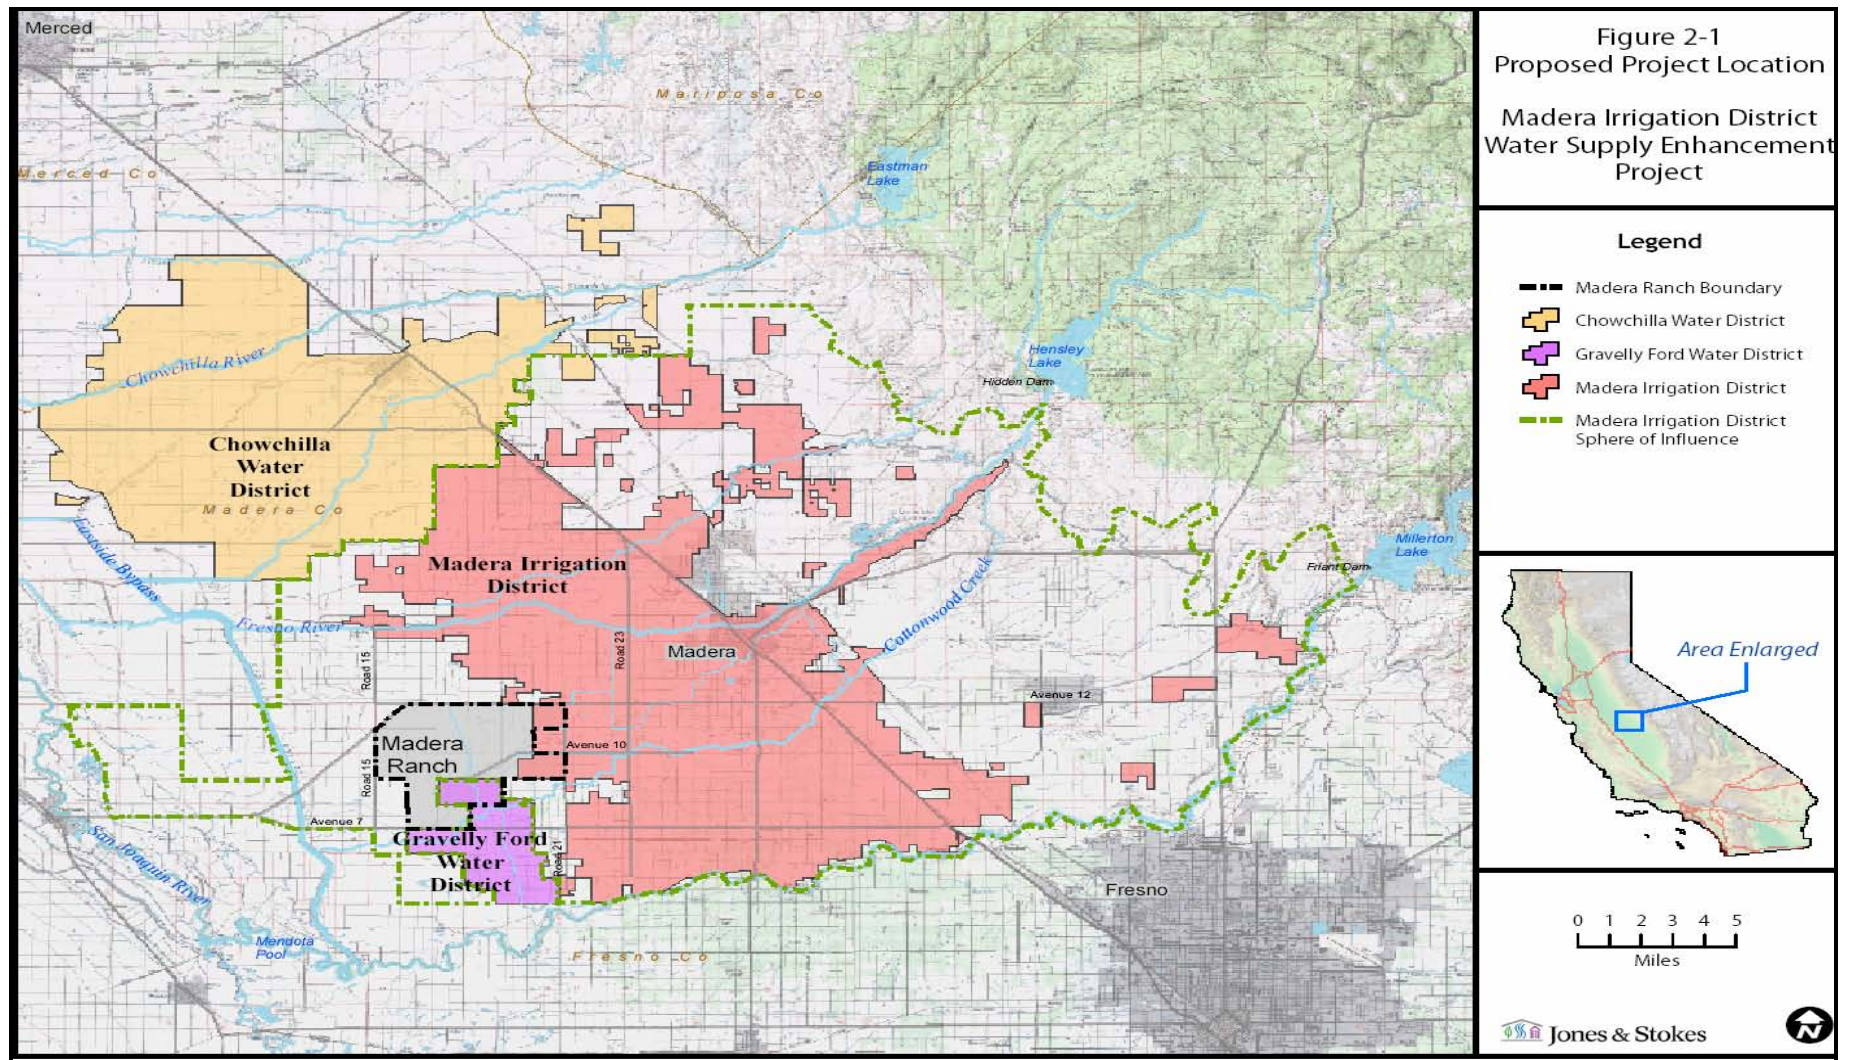 Merced
Mariposa Co
Merced Co
Eastman
Lake
Chowchilla River
Hensley
Lake
Hidden Dam
Chowchilla
Water
District
Madera Co
Eastside Bypass
Millerton
Lake
Friant Dam
Madera Irrigation
District
Cottonwood Creek
Fresno River
Road 15
Road 23
Madera
Avenue 12
Madera
Ranch
Avenue 10
Road 15
Avenue 7
Gravelly Ford
Water
District
Road 21
San Joaquin River
Fresno
Mendota
Pool
Fresno Co
Figure 2-1
Proposed Project Location
Madera Irrigation District
Water Supply Enhancement
Project
Legend
Madera Ranch Boundary
Chowchilla Water District
Gravelly Ford Water District
Madera Irrigation District
Madera Irrigation District
Sphere of Influence
Area Enlarged
0 1 2 3 4 5
Miles
Jones & Stokes
N